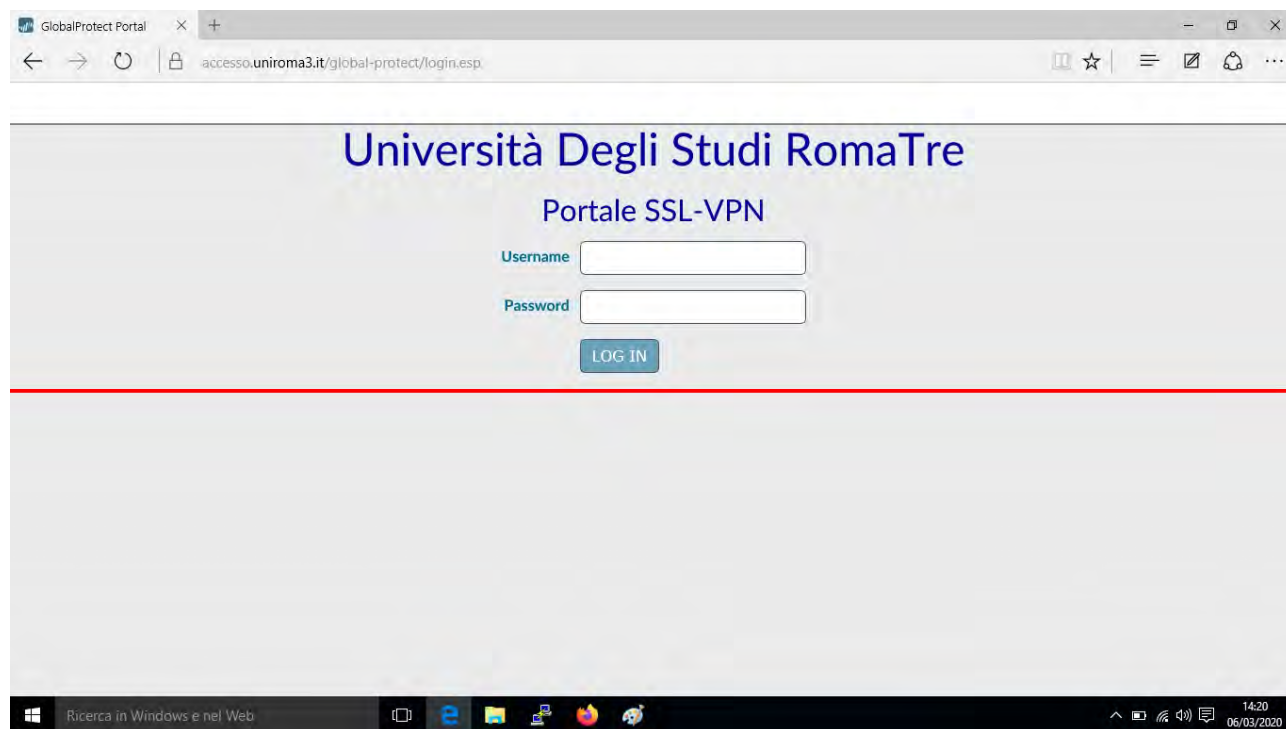 GlobalProtect Portal
accesso.uniroma3.it/global-protect/login.esp
Università Degli Studi RomaTre
Portale SSL-VPN
Username
Password
LOG IN
Ricerca in Windows e nel Web
14:20
06/03/2020